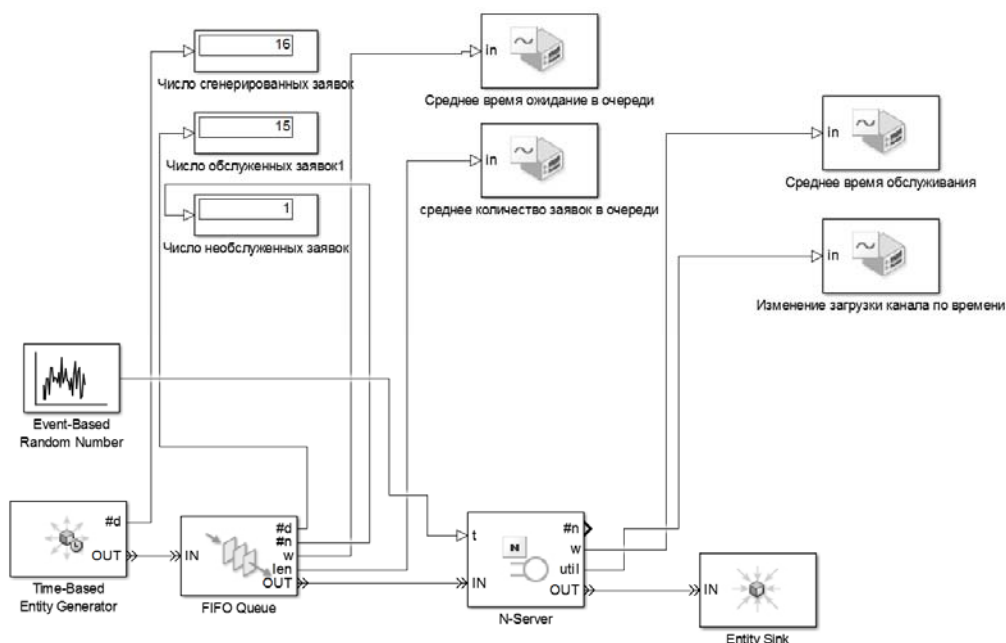 16
Число сгенерированных заявок
15
Число обслуженных заявок1
1
Число необслуженных заявок
in
Среднее время ожидание в очереди
in
среднее количество заявок в очереди
in
Среднее время обслуживания
in
Изменение загрузки канала по времени
Event-Based
Random Number
#d
OUT
Time-Based
Entity Generator
IN
#d
#n
w
len
OUT
FIFO Queue
t
IN
N
#n
w
util
OUT
N-Server
IN
Entity Sink